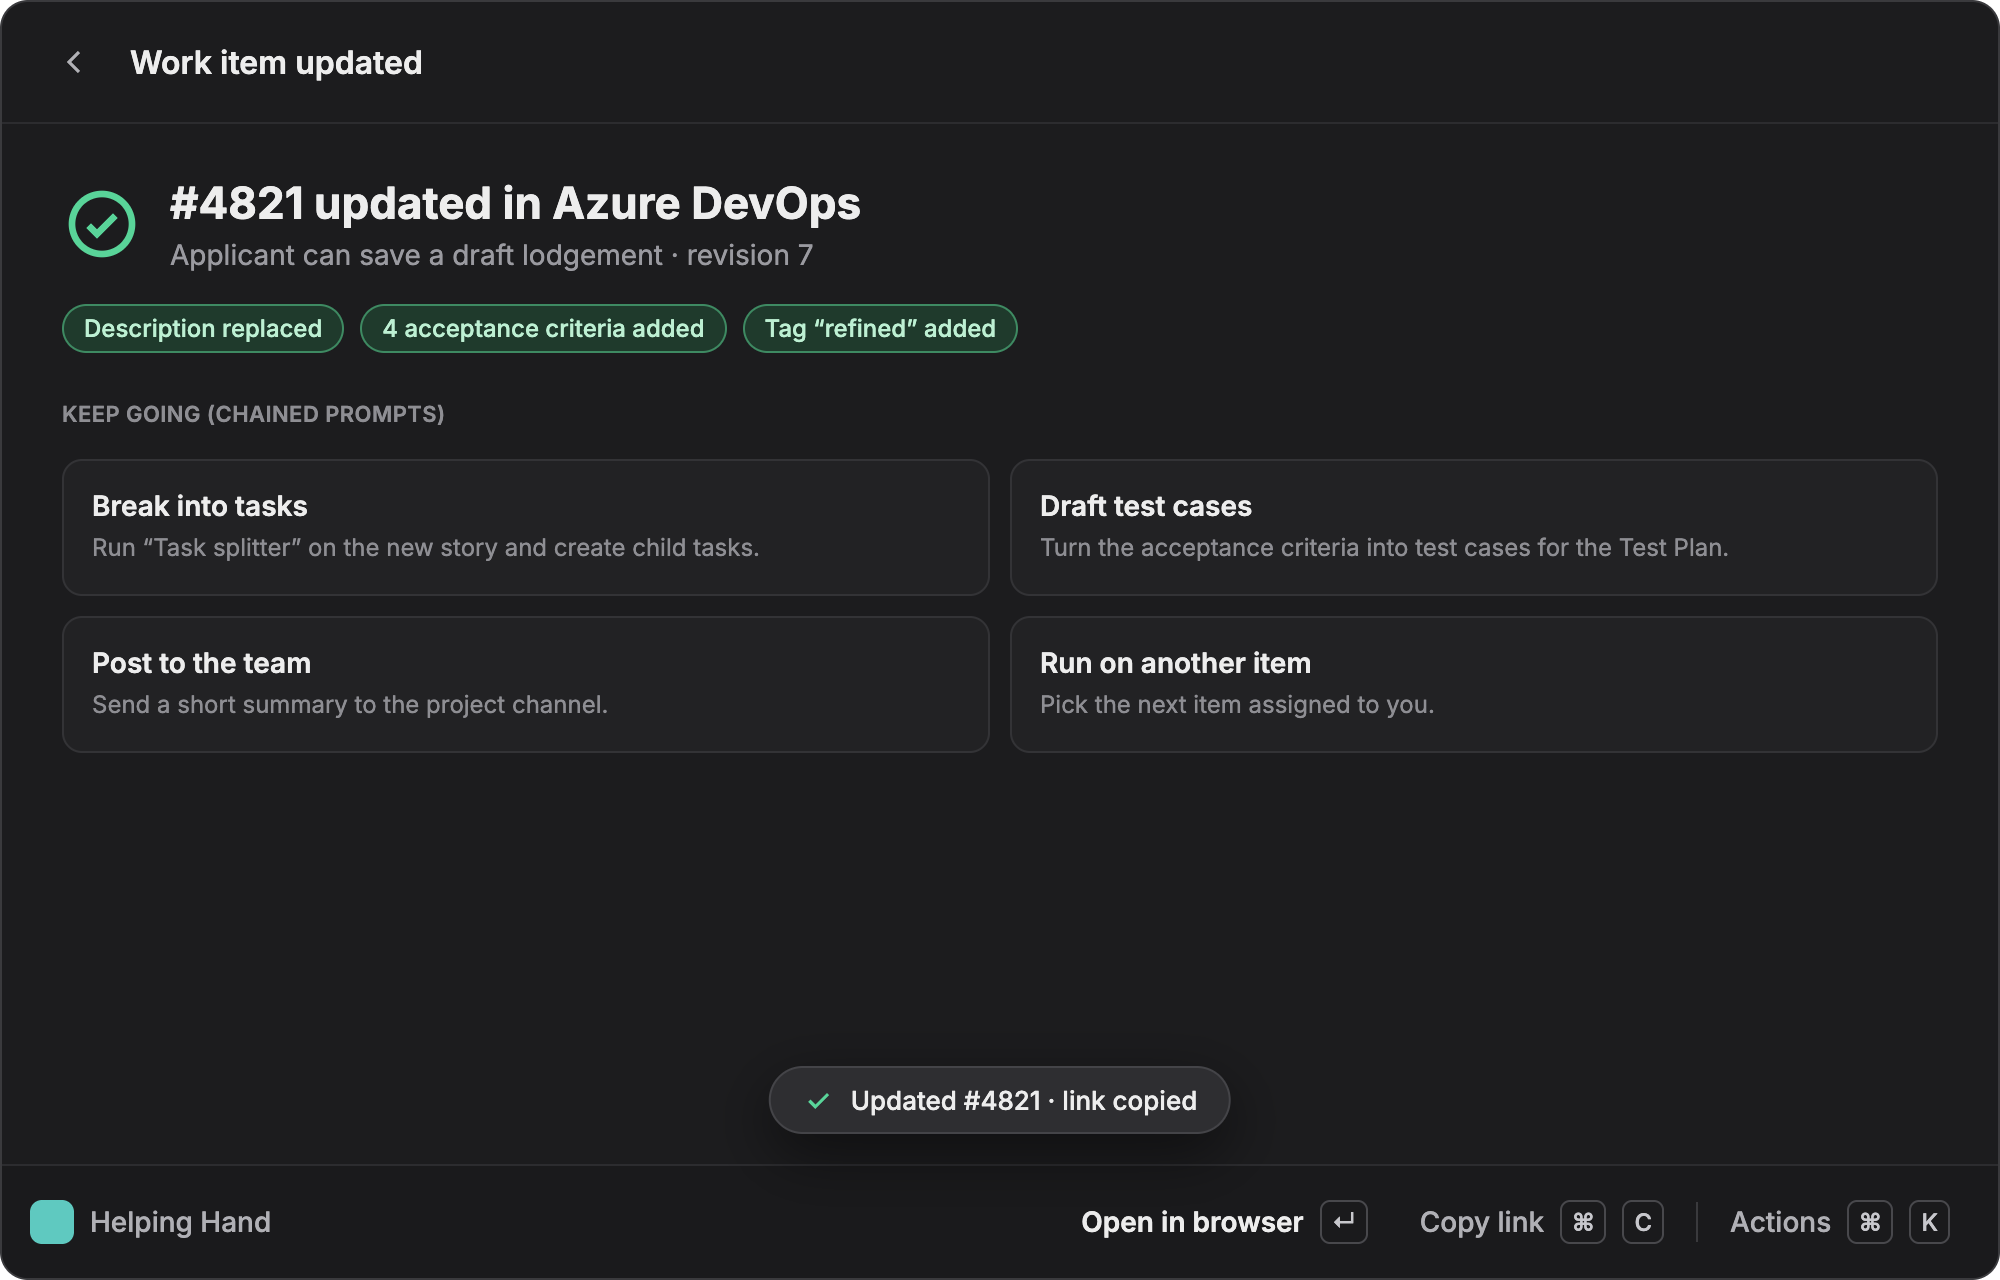 Work item updated
#4821 updated in Azure DevOps
Applicant can save a draft lodgement · revision 7
Description replaced
4 acceptance criteria added
Tag “refined” added
KEEP GOING (CHAINED PROMPTS)
Break into tasks
Run “Task splitter” on the new story and create child tasks.
Draft test cases
Turn the acceptance criteria into test cases for the Test Plan.
Post to the team
Send a short summary to the project channel.
Run on another item
Pick the next item assigned to you.
Updated #4821 · link copied
Helping Hand
Open in browser ↵
Copy link ⌘ C
Actions ⌘ K